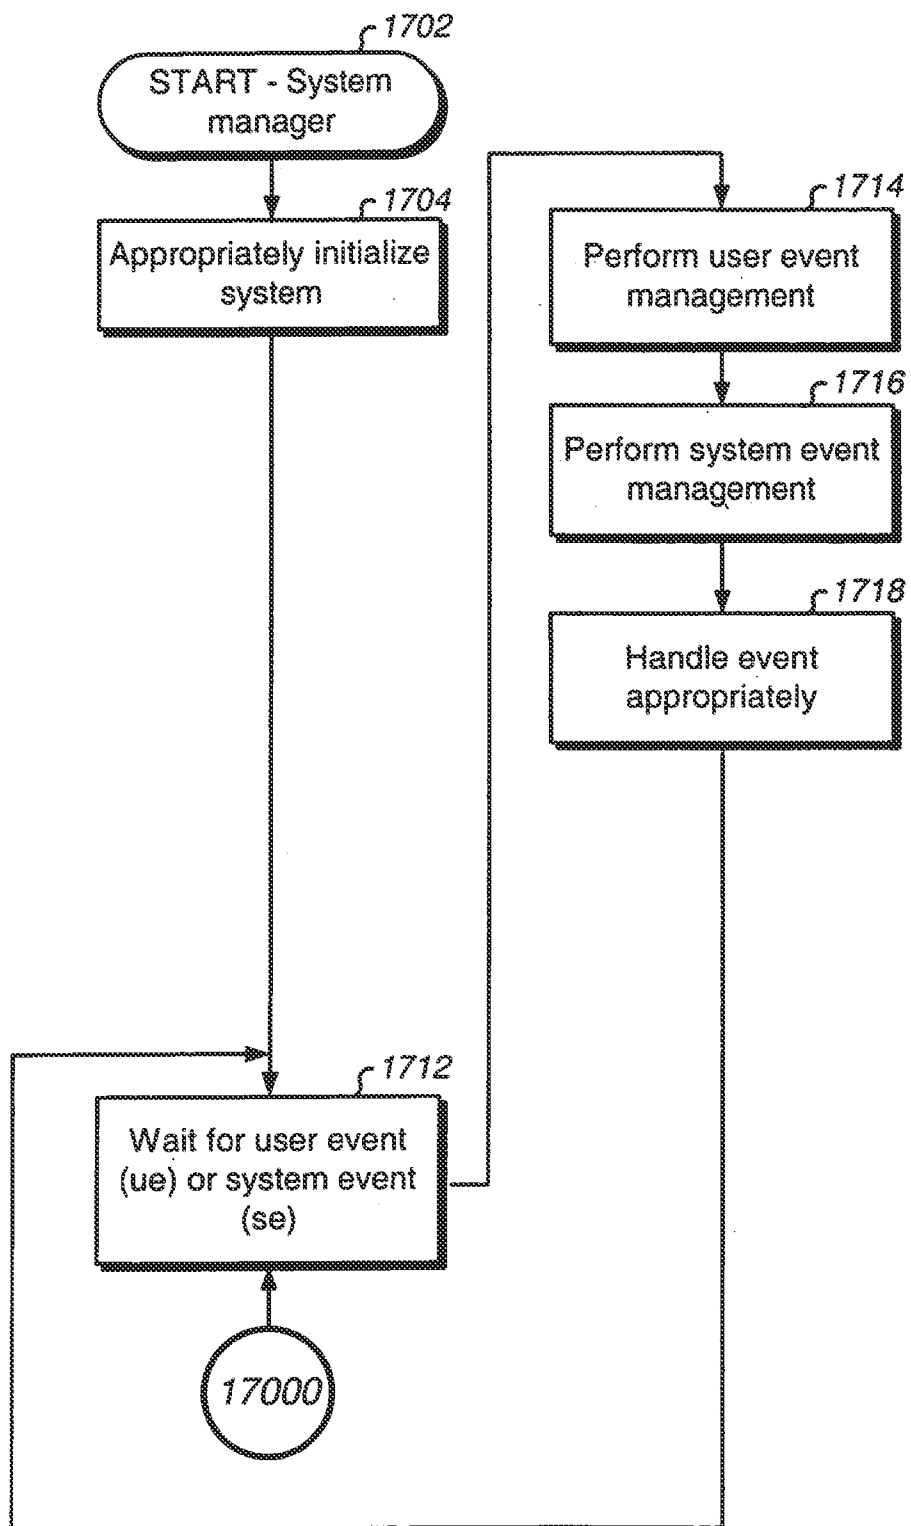 1702
START - System
manager
1704
Appropriately initialize
system
1712
Wait for user event
(ue) or system event
(se)
17000
1714
Perform user event
management
1716
Perform system event
management
1718
Handle event
appropriately